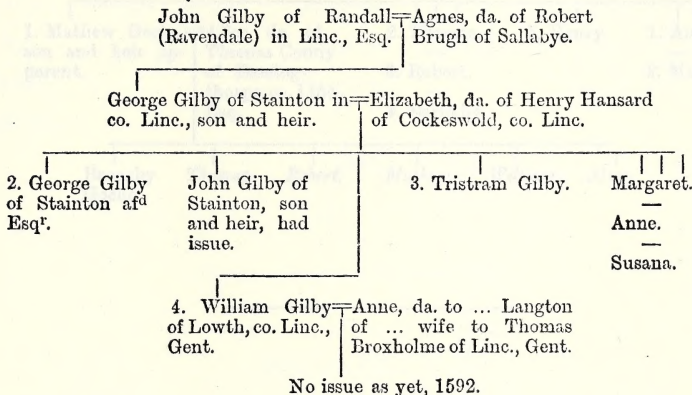 John Gilby of Randall╤Agnes, da. of Robert
(Ravendale) in Linc., Esq. Brugh of Sallabye.
George Gilby of Stainton in╤Elizabeth, da. of Henry Hansard
co. Linc., son and heir. of Cockeswold, co. Linc.
2. George Gilby
of Stainton afd
Esqr.
John Gilby of
Stainton, son
and heir, had
issue.
3. Tristram Gilby.
Margaret.
—
Anne.
—
Susana.
4. William Gilby╤Anne, da. to ... Langton
of Lowth, co. Linc., of ... wife to Thomas
Gent. Broxholme of Linc., Gent.
No issue as yet, 1592.